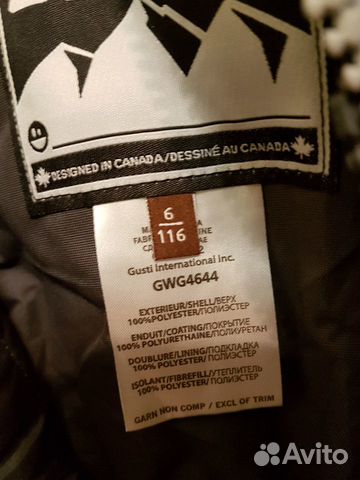 DESIGNED IN CANADA/DESSINÉ AU CANADA
6
116
Gusti International Inc.
GWG4644
EXTERIEUR/SHELL/ВЕРХ
100%POLYESTER/ПОЛИЭСТЕР
ENDUIT/COATING/ПОКРЫТИЕ
100% POLYURETHAINE/ПОЛИУРЕТАН
DOUBLURE/LINING/ПОДКЛАДКА
100% POLYESTER/ПОЛИЭСТЕР
ISOLANT/FIBREFILL/УТЕПЛИТЕЛЬ
100% POLYESTER/ПОЛИЭСТЕР
GARN NON COMP / EXCL OF TRIM
Avito